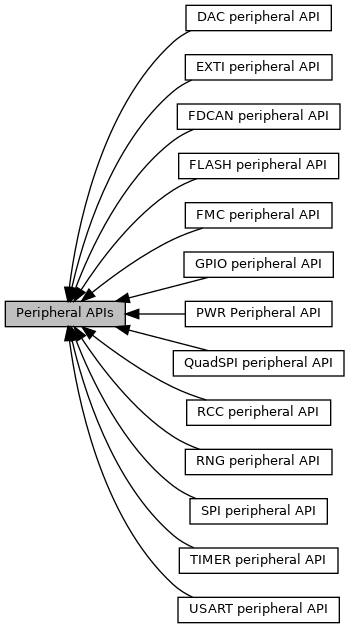 DAC peripheral API
EXTI peripheral API
FDCAN peripheral API
FLASH peripheral API
FMC peripheral API
GPIO peripheral API
Peripheral APIs
PWR Peripheral API
QuadSPI peripheral API
RCC peripheral API
RNG peripheral API
SPI peripheral API
TIMER peripheral API
USART peripheral API